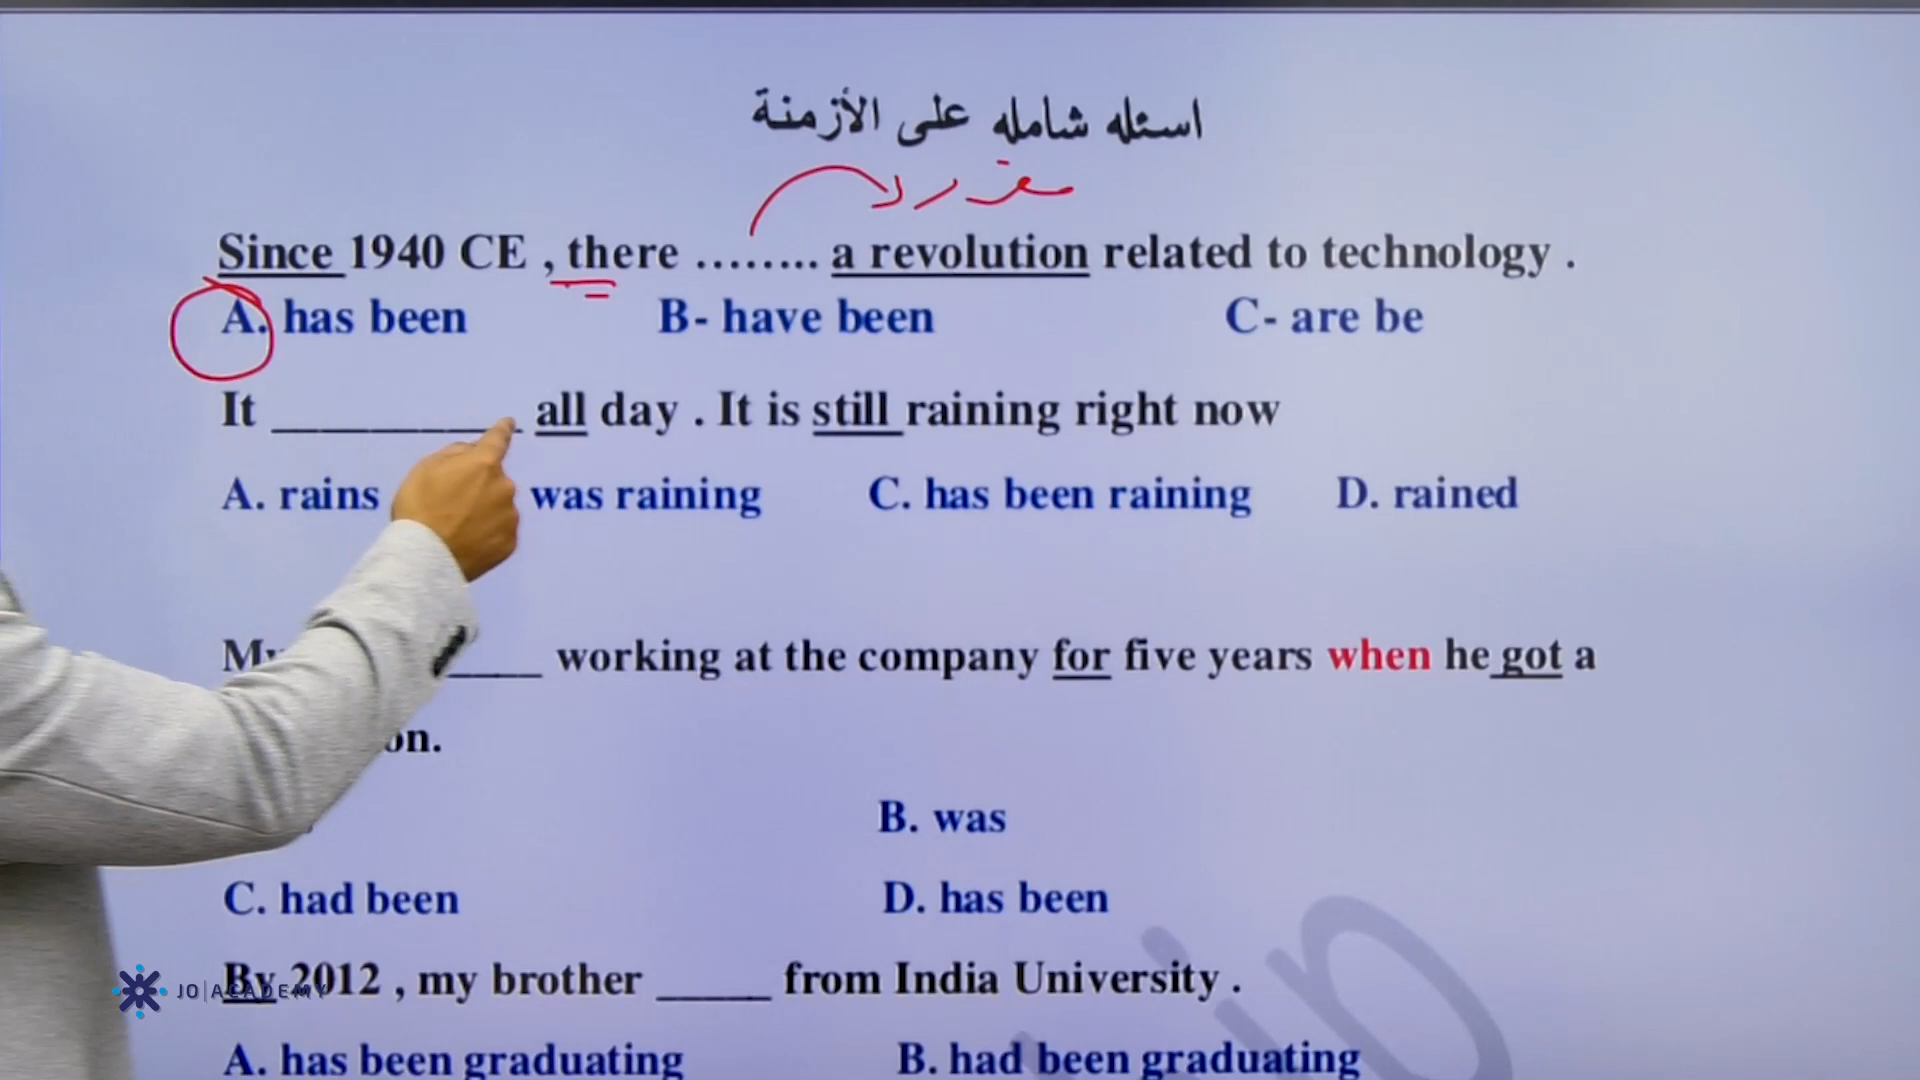 اسئله شامله على الأزمنة
مفرد
Since 1940 CE , there ........ a revolution related to technology .
A. has been B- have been C- are be
It __________ all day . It is still raining right now
A. rains was raining C. has been raining D. rained
____ working at the company for five years when he got a
on.
B. was
C. had been D. has been
By 2012 , my brother _____ from India University .
JO|ACADEMY
A. has been graduating B. had been graduating